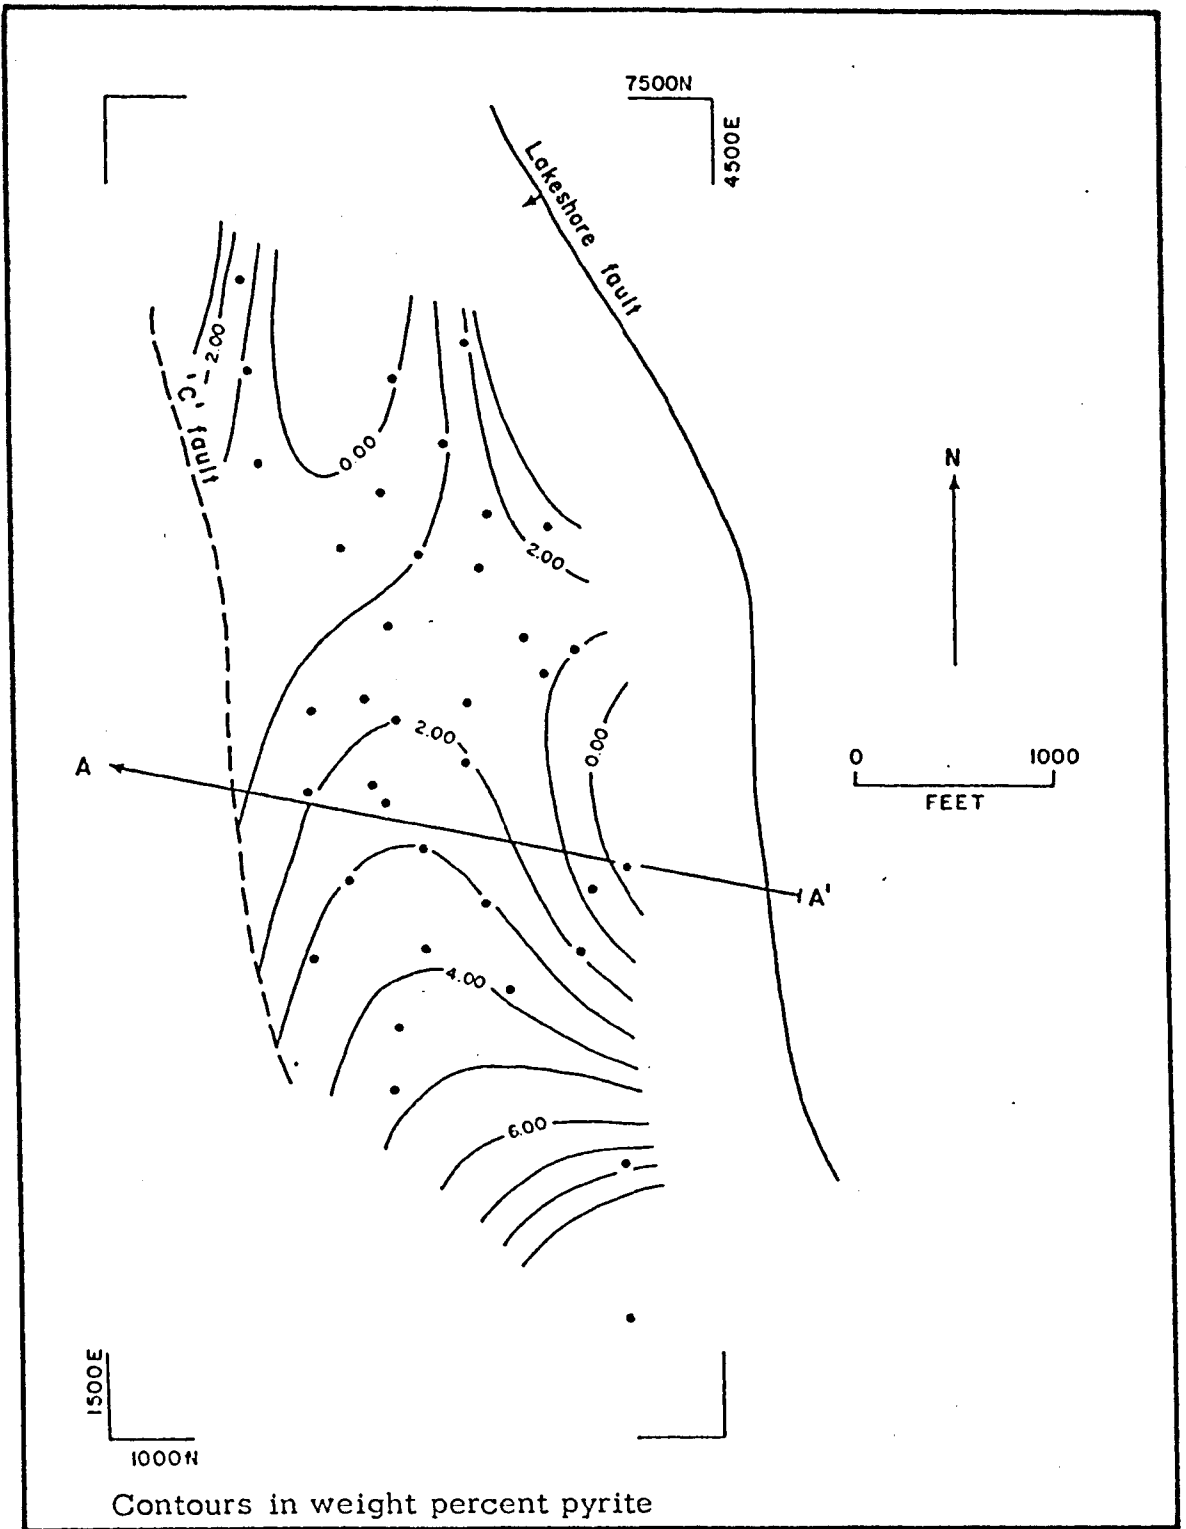 7500N
4500E
Lakeshore fault
2.00
'C' fault
0.00
N
2.00
2.00
0.00
A
0 1000
FEET
A'
4.00
6.00
1500E
1000N
Contours in weight percent pyrite